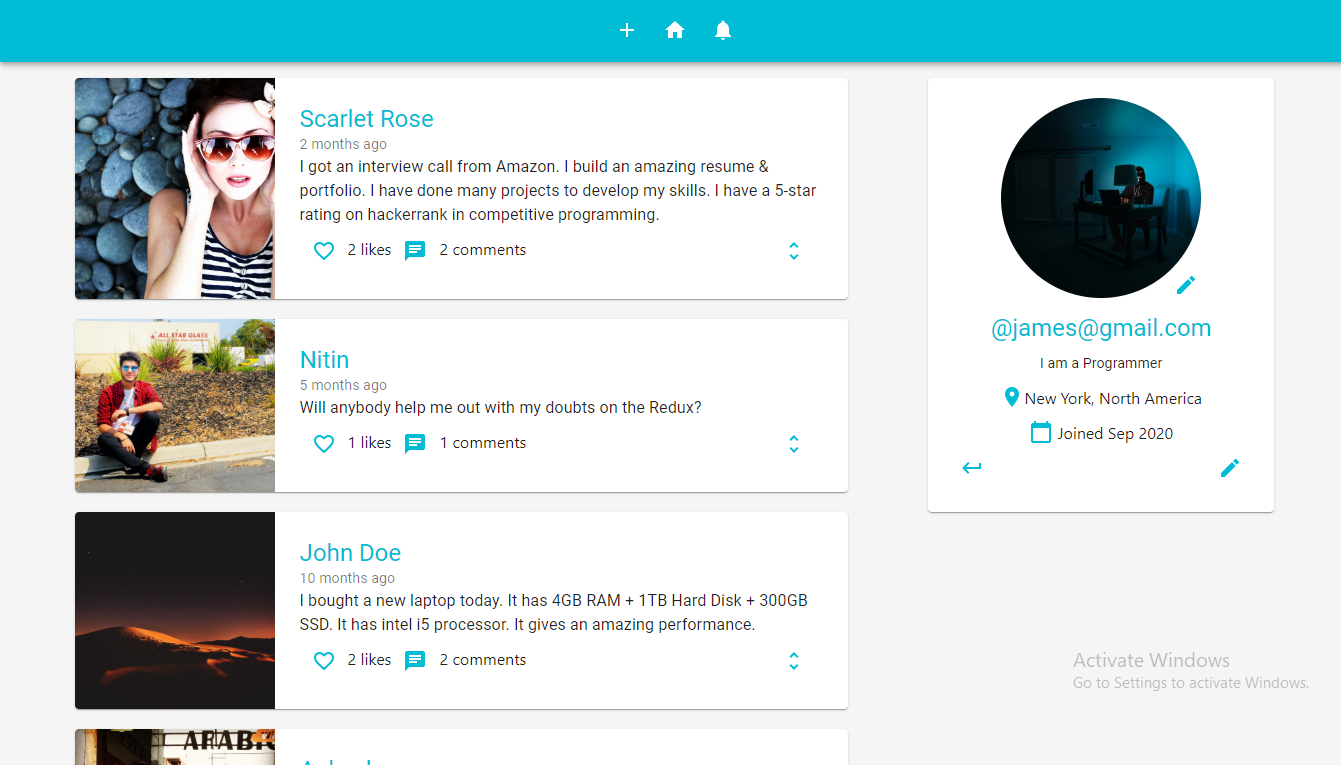 Scarlet Rose
2 months ago
I got an interview call from Amazon. I build an amazing resume &
portfolio. I have done many projects to develop my skills. I have a 5-star
rating on hackerrank in competitive programming.
2 likes 2 comments
ALL STAR GLASS
Nitin
5 months ago
Will anybody help me out with my doubts on the Redux?
1 likes 1 comments
John Doe
10 months ago
I bought a new laptop today. It has 4GB RAM + 1TB Hard Disk + 300GB
SSD. It has intel i5 processor. It gives an amazing performance.
2 likes 2 comments
@james@gmail.com
I am a Programmer
New York, North America
Joined Sep 2020
Activate Windows
Go to Settings to activate Windows.